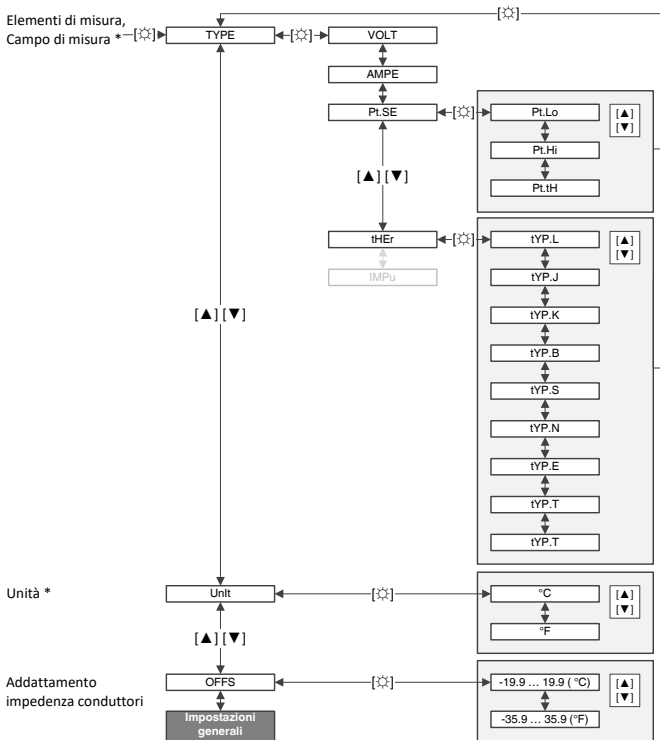 Elementi di misura,
Campo di misura *
[☼]
[☼]
TYPE
[☼]
VOLT
AMPE
Pt.SE
[☼]
Pt.Lo
[▲]
[▼]
Pt.Hi
Pt.tH
[▲] [▼]
tHEr
[☼]
tYP.L
[▲]
[▼]
IMPu
tYP.J
[▲] [▼]
tYP.K
tYP.B
tYP.S
tYP.N
tYP.E
tYP.T
tYP.T
Unità *
UnIt
[☼]
°C
[▲]
[▼]
°F
[▲] [▼]
Addattamento
impedenza conduttori
OFFS
[☼]
-19.9 ... 19.9 ( °C)
[▲]
[▼]
Impostazioni
generali
-35.9 ... 35.9 (°F)